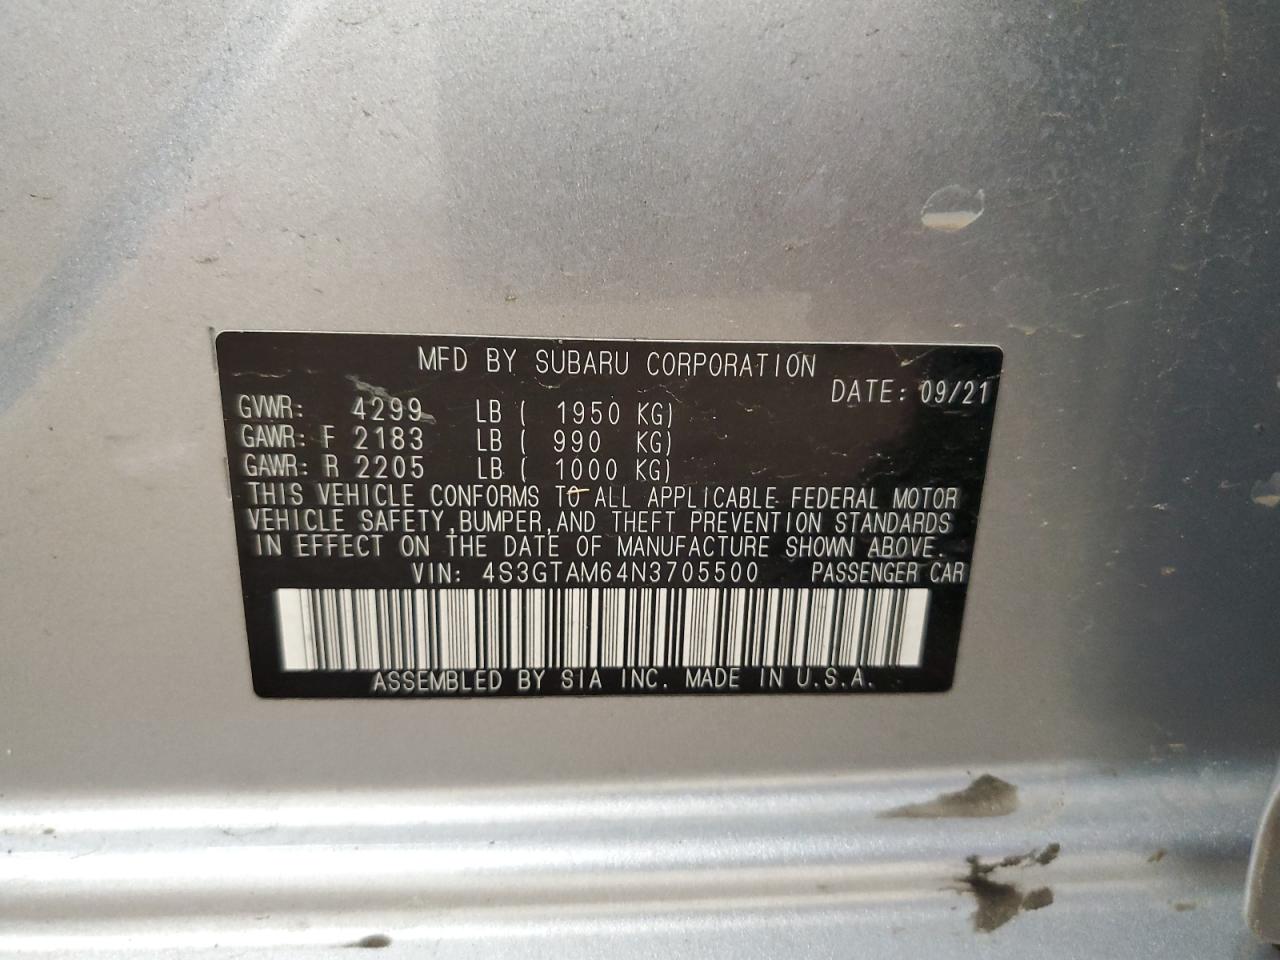 MFD BY SUBARU CORPORATION
DATE: 09/21
GVWR: 4299 LB ( 1950 KG)
GAWR: F 2183 LB ( 990 KG)
GAWR: R 2205 LB ( 1000 KG)
THIS VEHICLE CONFORMS TO ALL APPLICABLE FEDERAL MOTOR
VEHICLE SAFETY,BUMPER,AND THEFT PREVENTION STANDARDS
IN EFFECT ON THE DATE OF MANUFACTURE SHOWN ABOVE.
VIN: 4S3GTAM64N3705500 PASSENGER CAR
ASSEMBLED BY SIA INC. MADE IN U.S.A.